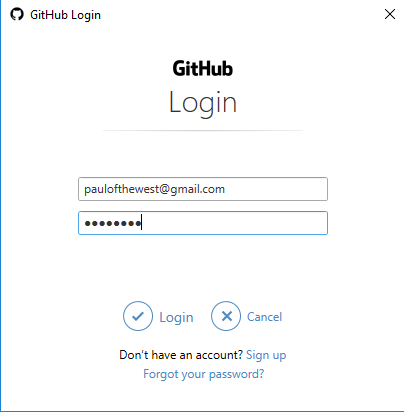 GitHub Login
GitHub
Login
paulofthewest@gmail.com
●●●●●●●●
Login Cancel
Don't have an account? Sign up
Forgot your password?